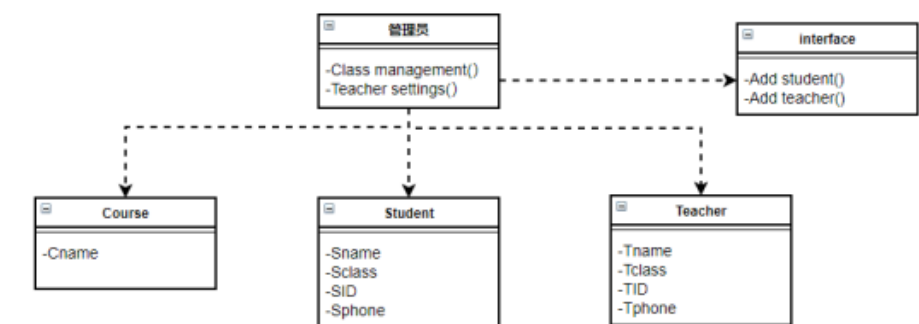 管理员
-Class management()
-Teacher settings()
interface
-Add student()
-Add teacher()
Course
-Cname
Student
-Sname
-Sclass
-SID
-Sphone
Teacher
-Tname
-Tclass
-TID
-Tphone